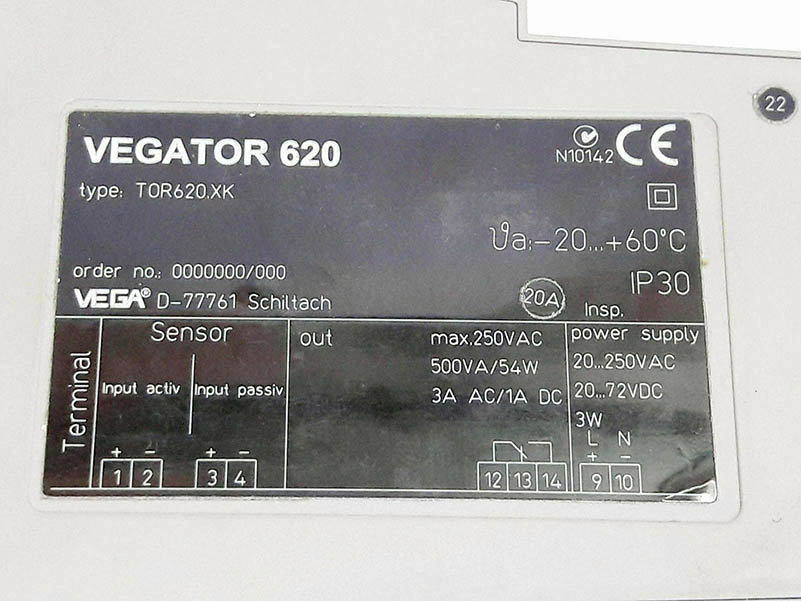 22
VEGATOR 620
N10142 CE
type: TOR620.XK
ϑa:-20...+60°C
order no.: 0000000/000
IP30
VEGA® D-77761 Schiltach
20A Insp.
Terminal
Sensor
Input activ Input passiv
+ - + -
1 2 3 4
out
max.250VAC
500VA/54W
3A AC/1A DC
12 13 14
power supply
20...250VAC
20...72VDC
3W
L N
+ -
9 10